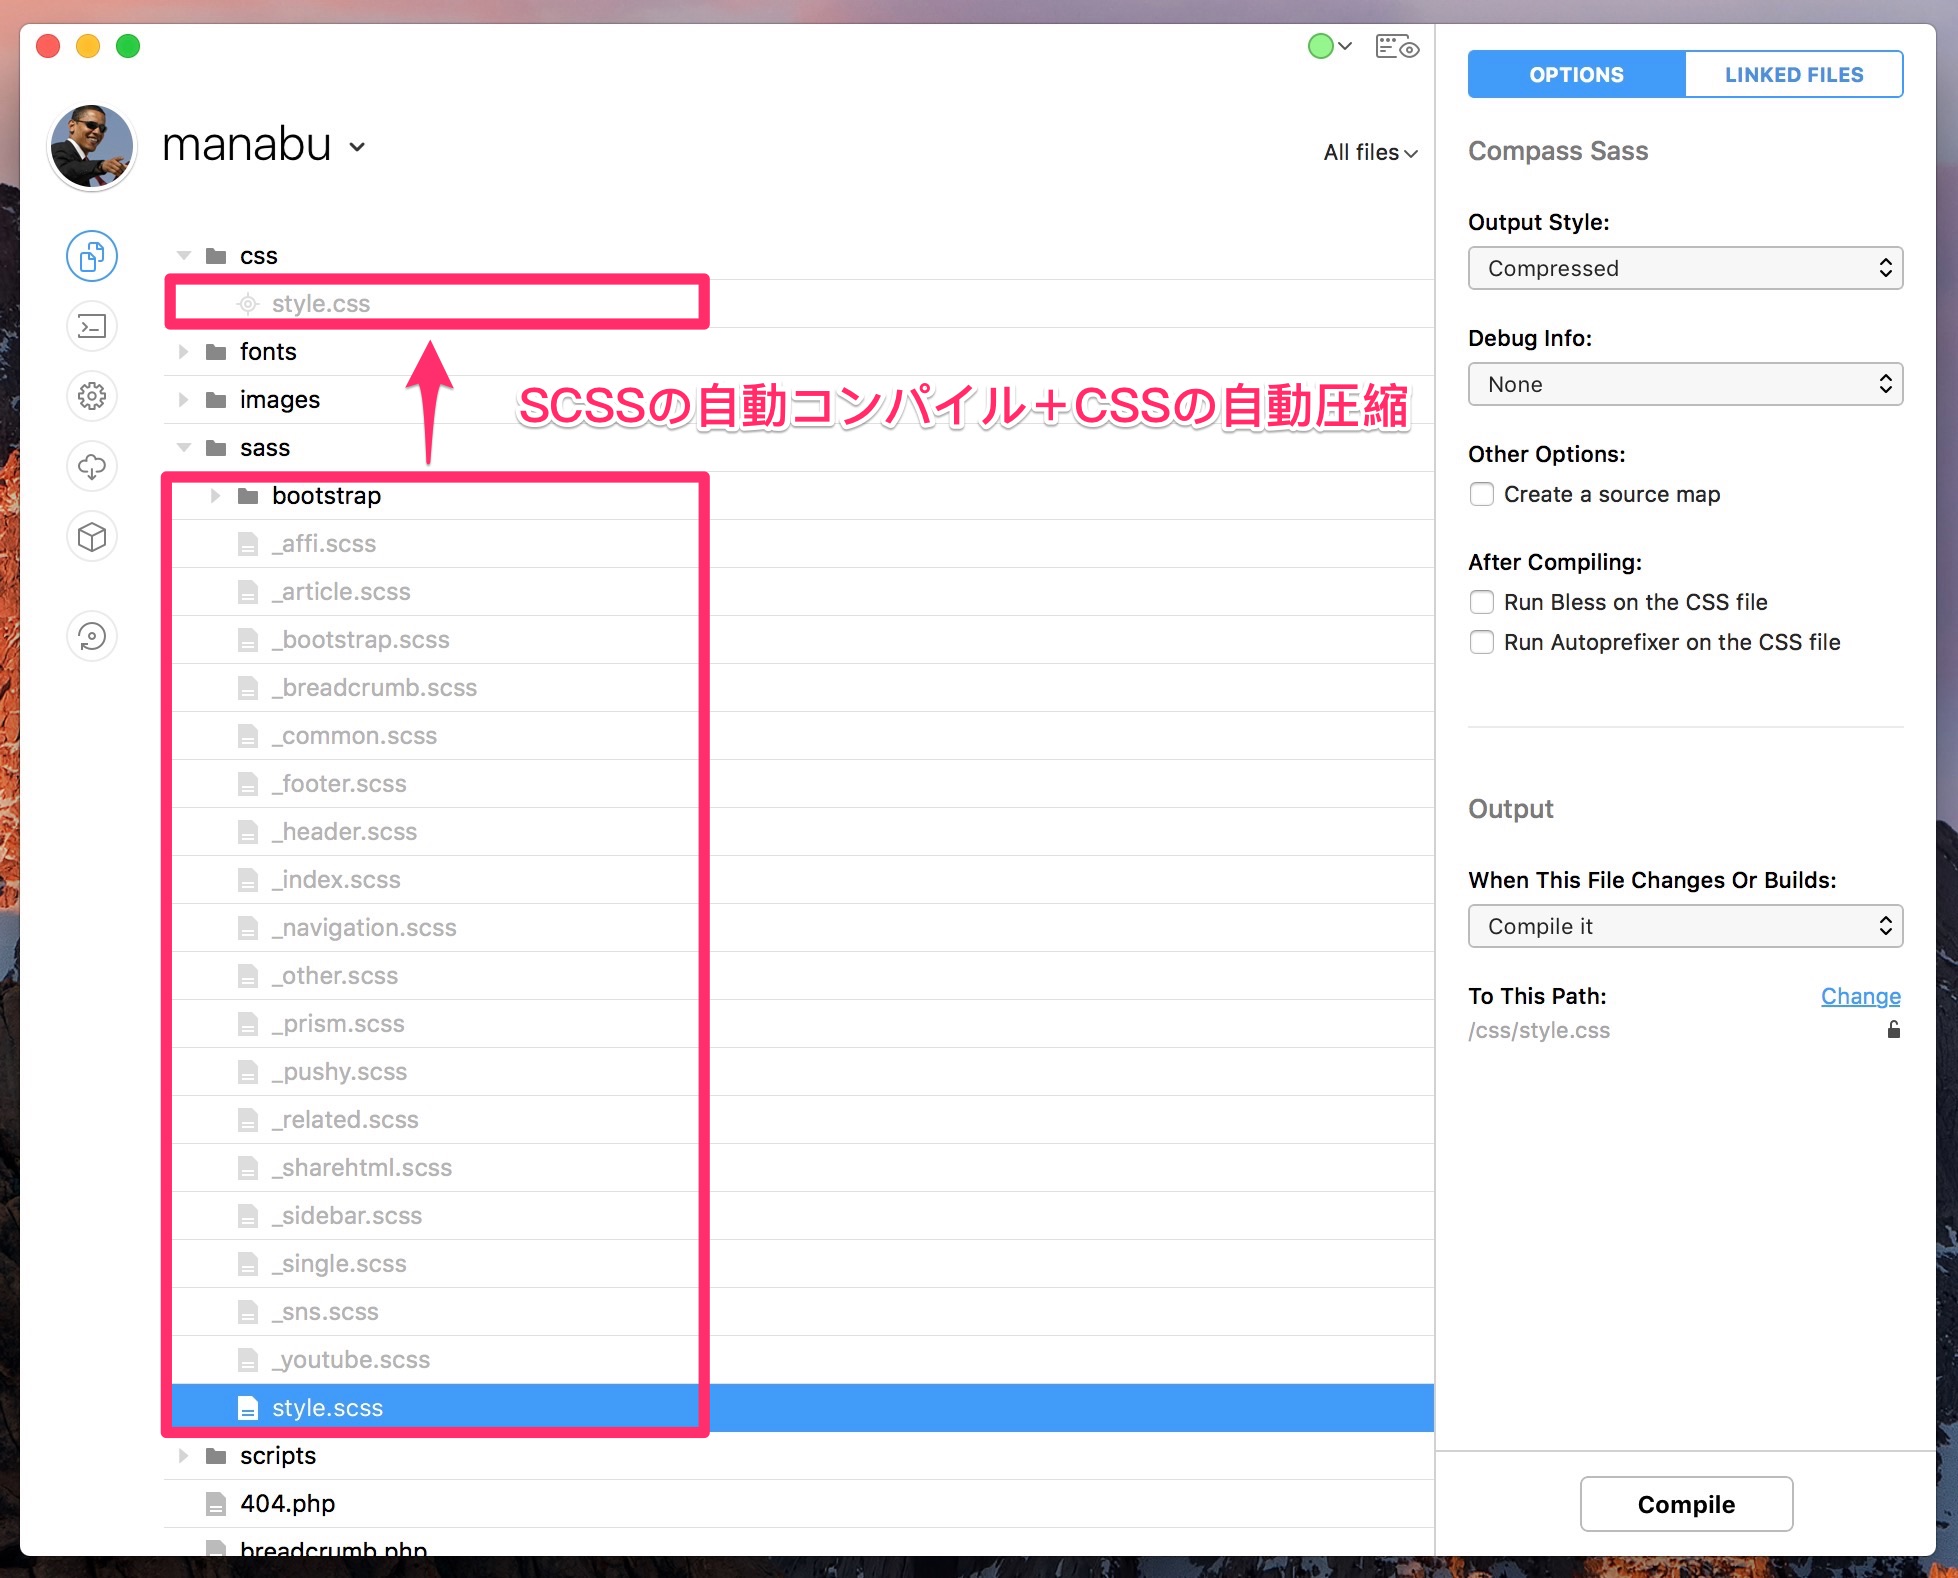 manabu
All files
css
style.css
fonts
images
SCSSの自動コンパイル＋CSSの自動圧縮
sass
bootstrap
_affi.scss
_article.scss
_bootstrap.scss
_breadcrumb.scss
_common.scss
_footer.scss
_header.scss
_index.scss
_navigation.scss
_other.scss
_prism.scss
_pushy.scss
_related.scss
_sharehtml.scss
_sidebar.scss
_single.scss
_sns.scss
_youtube.scss
style.scss
scripts
404.php
breadcrumb.php
OPTIONS
LINKED FILES
Compass Sass
Output Style:
Compressed
Debug Info:
None
Other Options:
Create a source map
After Compiling:
Run Bless on the CSS file
Run Autoprefixer on the CSS file
Output
When This File Changes Or Builds:
Compile it
To This Path:
Change
/css/style.css
Compile